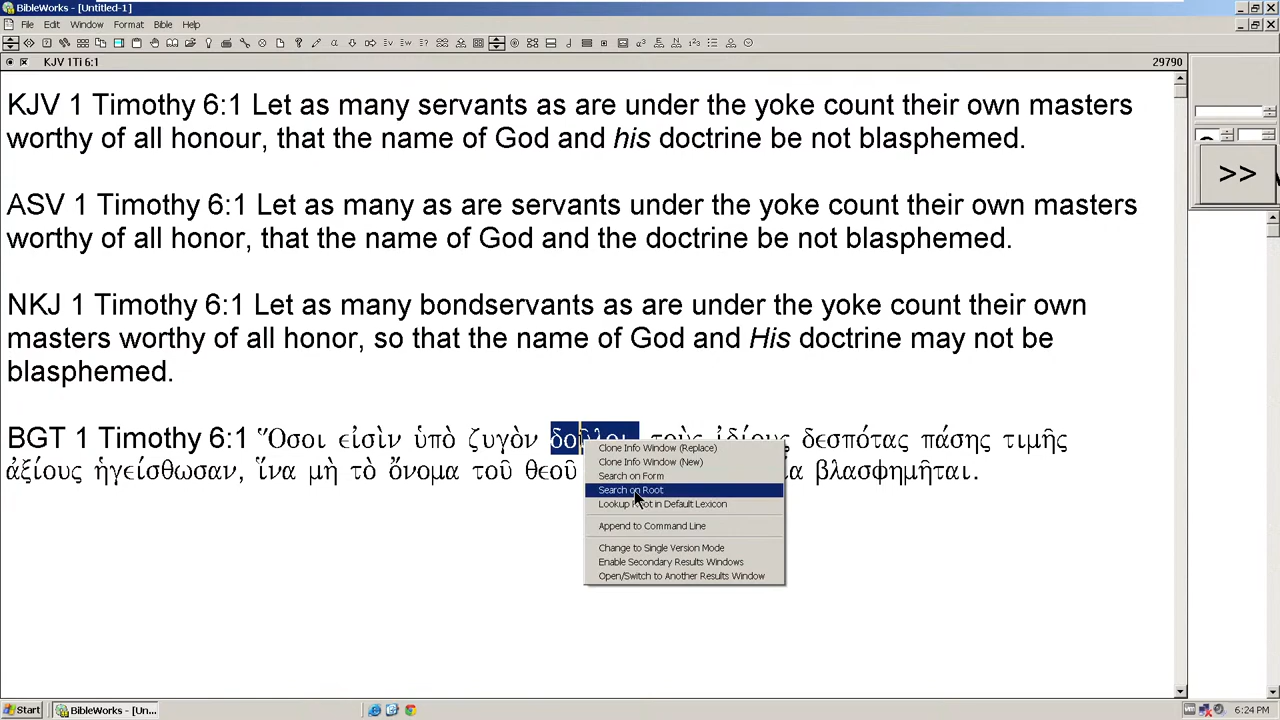 BibleWorks - [Untitled-1]
File Edit Window Format Bible Help
KJV 1Ti 6:1 29790
KJV 1 Timothy 6:1 Let as many servants as are under the yoke count their own masters
worthy of all honour, that the name of God and his doctrine be not blasphemed.
ASV 1 Timothy 6:1 Let as many as are servants under the yoke count their own masters
worthy of all honor, that the name of God and the doctrine be not blasphemed.
NKJ 1 Timothy 6:1 Let as many bondservants as are under the yoke count their own
masters worthy of all honor, so that the name of God and His doctrine may not be
blasphemed.
>>
BGT 1 Timothy 6:1 Ὅσοι εἰσὶν ὑπὸ ζυγὸν δοῦλοι, τοὺς ἰδίους δεσπότας πάσης τιμῆς
ἀξίους ἡγείσθωσαν, ἵνα μὴ τὸ ὄνομα τοῦ θεοῦ βλασφημῆται.
Clone Info Window (Replace)
Clone Info Window (New)
Search on Form
Search on Root
Lookup Root in Default Lexicon
Append to Command Line
Change to Single Version Mode
Enable Secondary Results Windows
Open/Switch to Another Results Window
Start BibleWorks - [Un... 6:24 PM